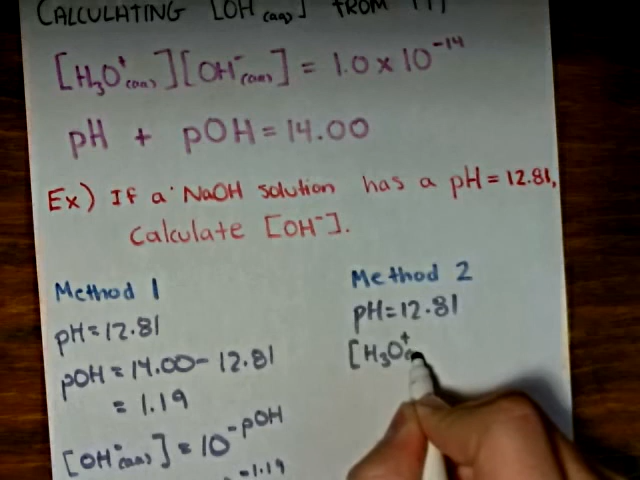 CALCULATING [OH (aq)] FROM
[H₃O⁺(aq)][OH⁻(aq)] = 1.0 × 10⁻¹⁴
pH + pOH = 14.00
Ex) If a NaOH solution has a pH = 12.81,
Calculate [OH⁻].
Method 1
pH = 12.81
pOH = 14.00 - 12.81
= 1.19
[OH⁻(aq)] = 10⁻ᵖᴼᴴ
-1.19
Method 2
pH = 12.81
[H₃O⁺